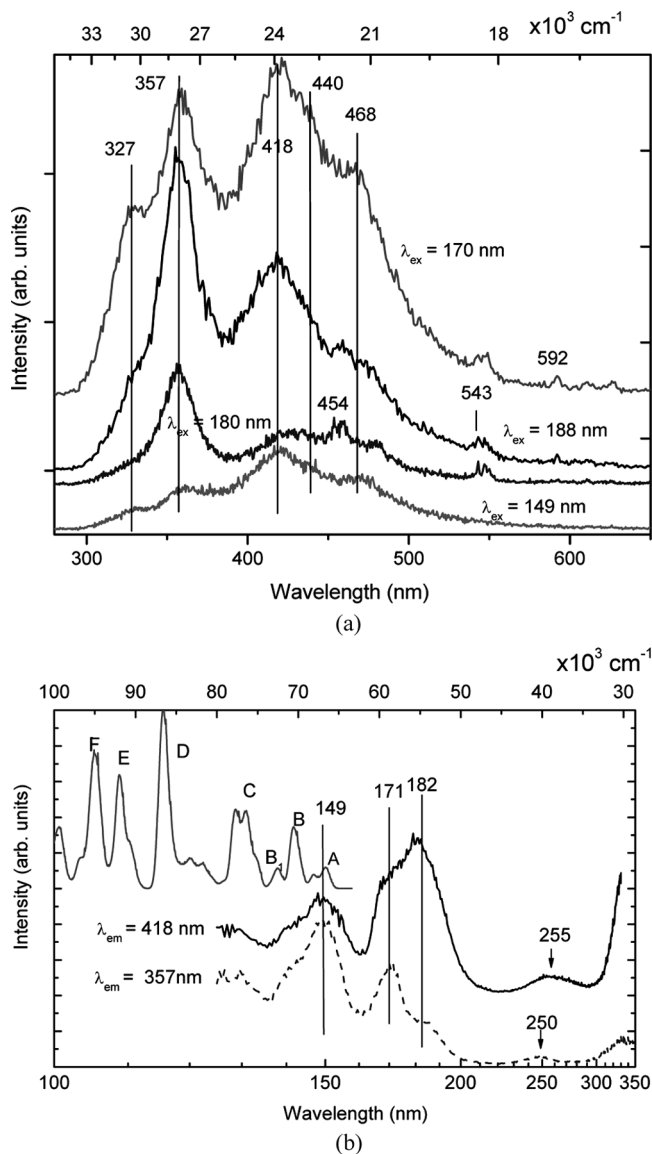 33 30 27 24 21 18 x10³ cm⁻¹
357
440
327
418
468
λex = 170 nm
592
543
λex = 180 nm
454
λex = 188 nm
λex = 149 nm
Intensity (arb. units)
300 400 500 600
Wavelength (nm)
(a)
x10³ cm⁻¹
100 90 80 70 60 50 40 30
F
E
D
C
B
B1
A
149
171
182
λem = 418 nm
255
λem = 357nm
250
Intensity (arb. units)
100 150 200 250 300 350
Wavelength (nm)
(b)